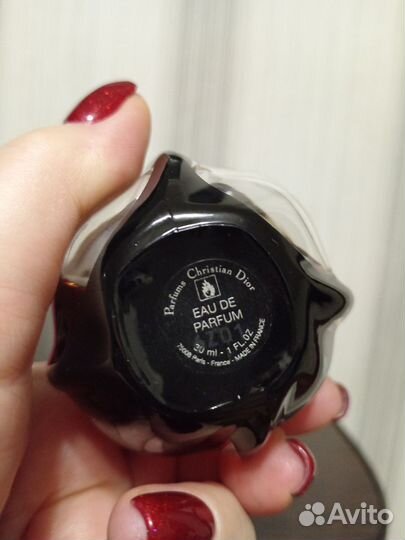 Parfums Christian Dior
EAU DE
PARFUM
30 ml - 1 FL.OZ
75008 Paris - France - MADE IN FRANCE
Avito